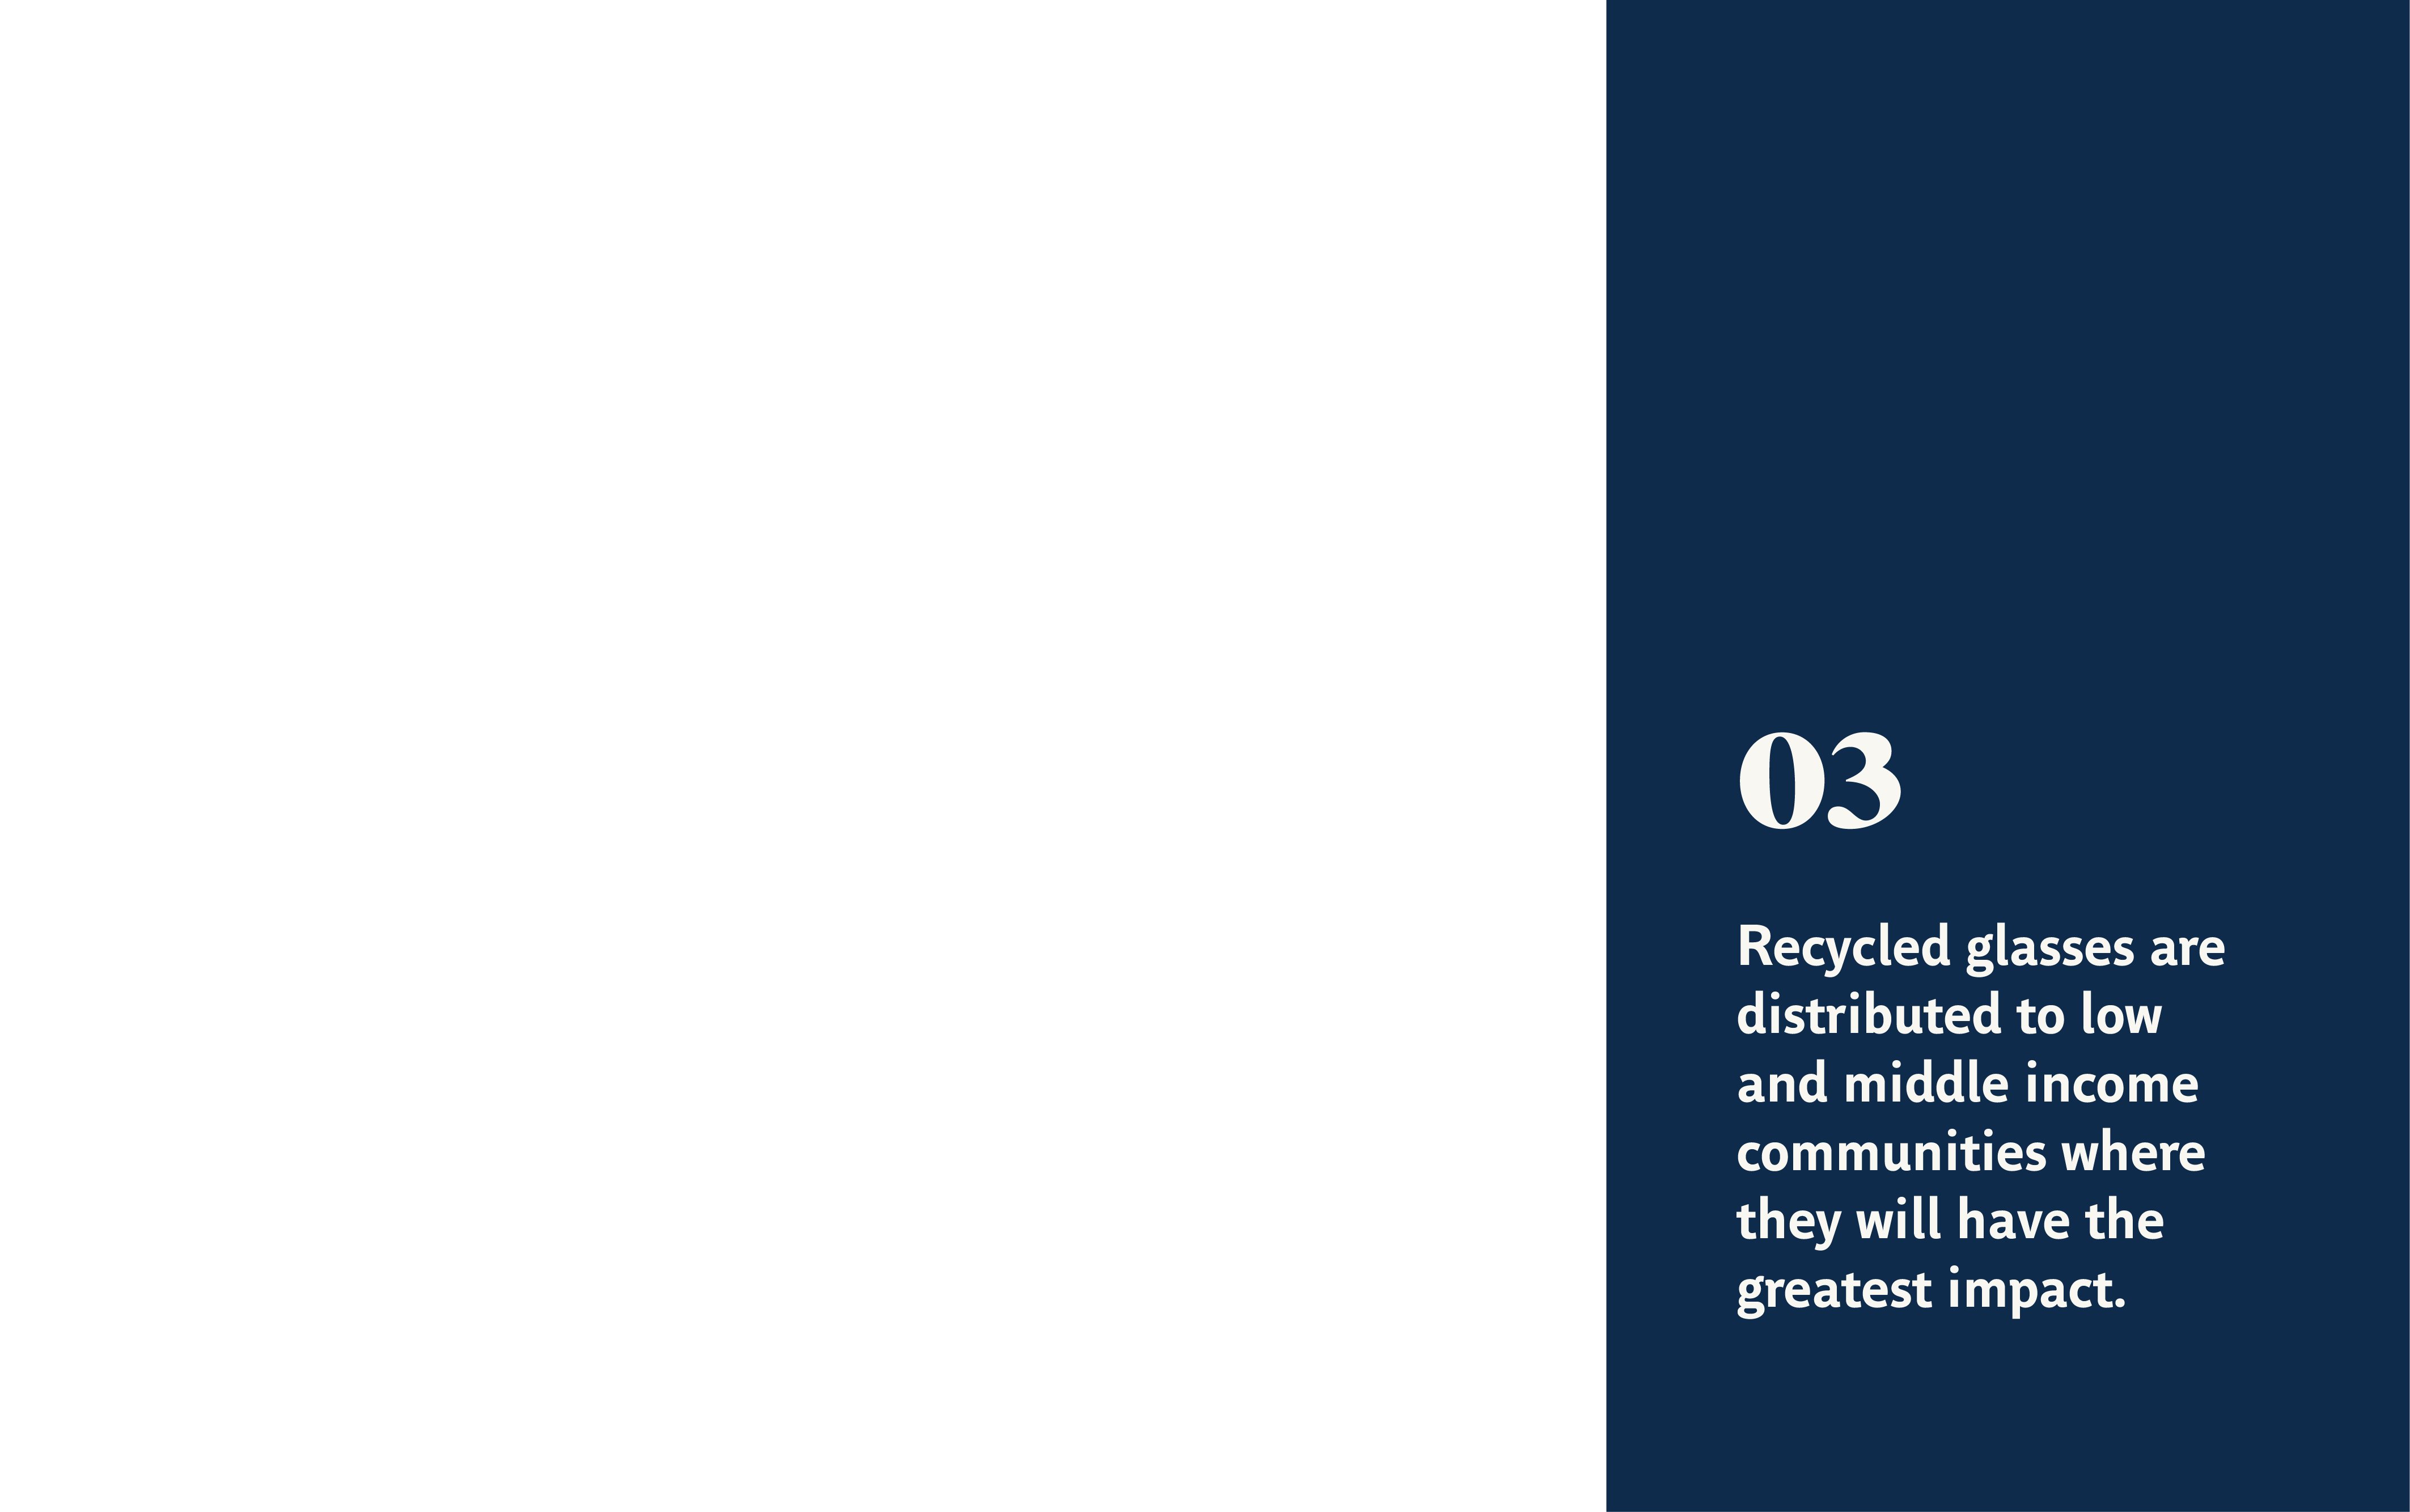 03
Recycled glasses are
distributed to low
and middle income
communities where
they will have the
greatest impact.